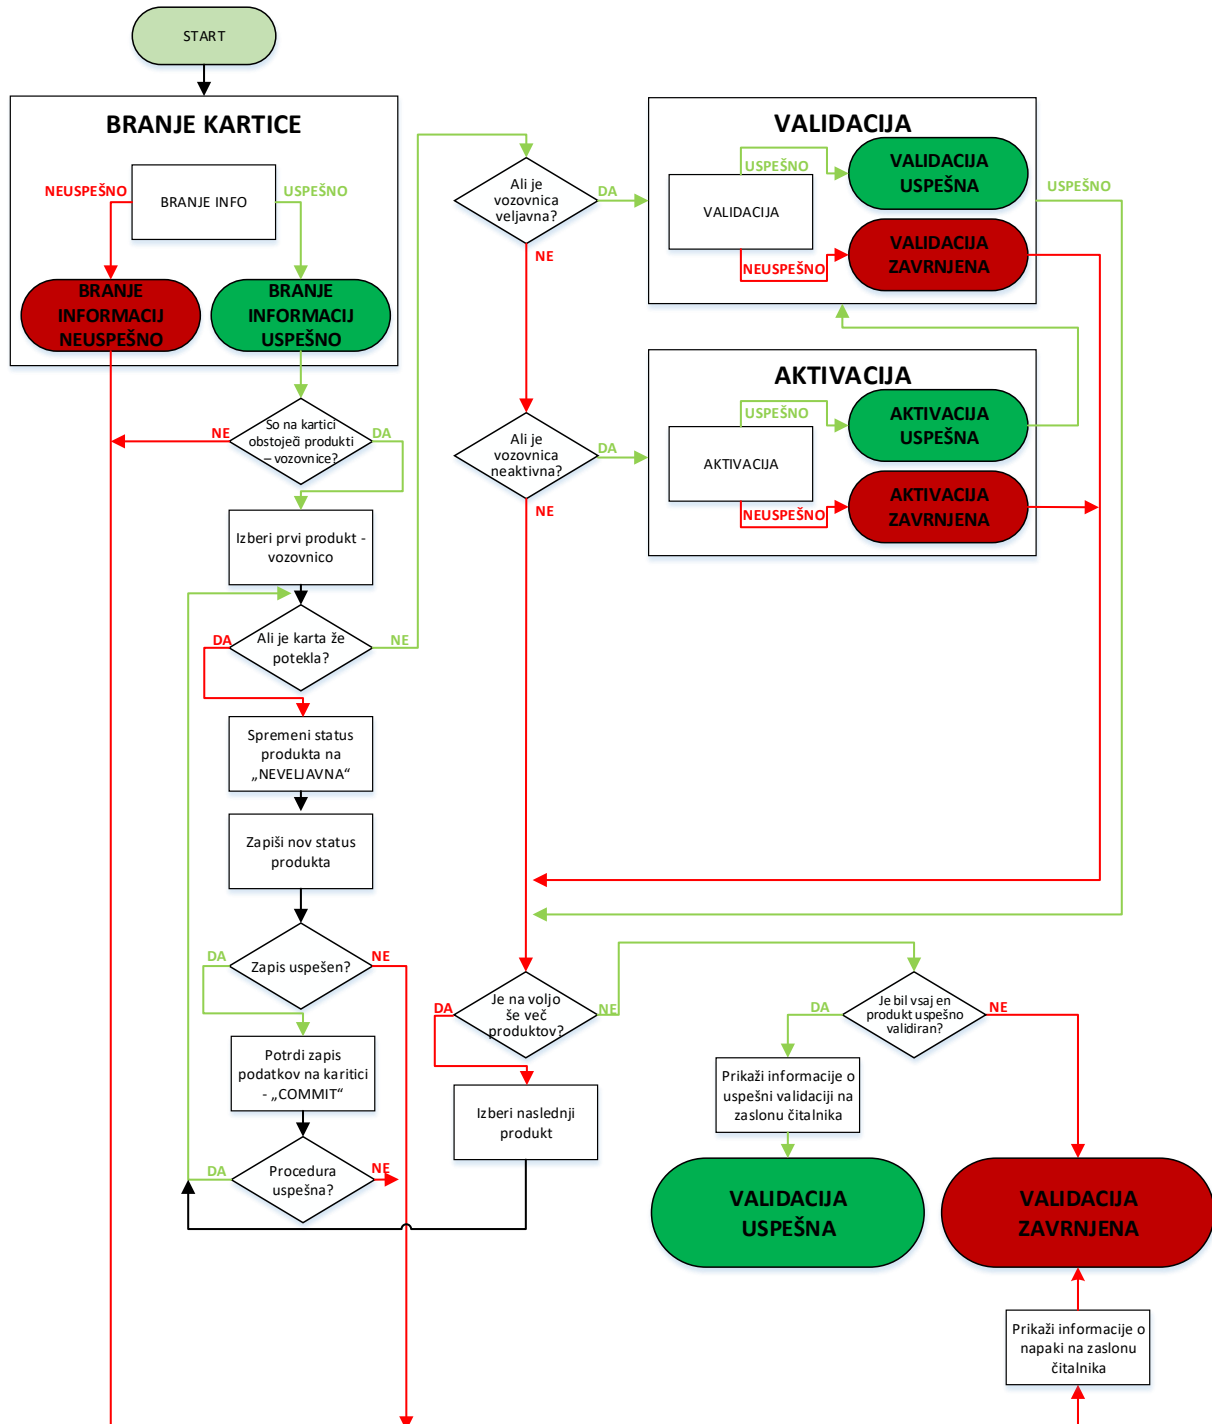 START
BRANJE KARTICE
NEUSPEŠNO
USPEŠNO
BRANJE INFO
BRANJE
INFORMACIJ
NEUSPEŠNO
BRANJE
INFORMACIJ
USPEŠNO
NE
So na kartici
obstoječi produkti
– vozovnice?
DA
Izberi prvi produkt -
vozovnico
DA
Ali je karta že
potekla?
NE
Spremeni status
produkta na
„NEVELJAVNA“
Zapiši nov status
produkta
DA
Zapis uspešen?
NE
Potrdi zapis
podatkov na karitici
- „COMMIT“
DA
Procedura
uspešna?
NE
Ali je
vozovnica
veljavna?
DA
NE
VALIDACIJA
USPEŠNO
VALIDACIJA
NEUSPEŠNO
VALIDACIJA
USPEŠNA
VALIDACIJA
ZAVRNJENA
USPEŠNO
Ali je
vozovnica
neaktivna?
DA
NE
AKTIVACIJA
USPEŠNO
AKTIVACIJA
NEUSPEŠNO
AKTIVACIJA
USPEŠNA
AKTIVACIJA
ZAVRNJENA
DA
Je na voljo
še več
produktov?
NE
Izberi naslednji
produkt
DA
Je bil vsaj en
produkt uspešno
validiran?
NE
Prikaži informacije o
uspešni validaciji na
zaslonu čitalnika
VALIDACIJA
USPEŠNA
VALIDACIJA
ZAVRNJENA
Prikaži informacije o
napaki na zaslonu
čitalnika